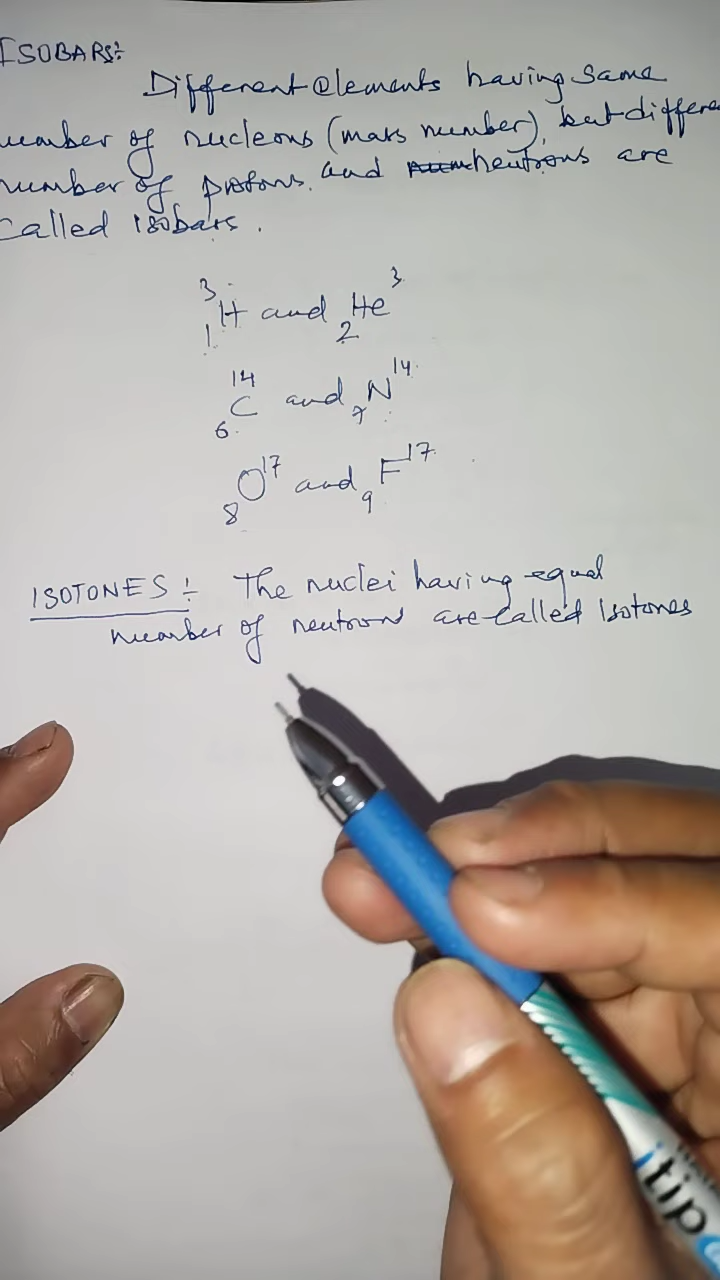 ISOBARS:
Different elements having same
number of nucleons (mass number), but differe
number of protons and neutrons are
called isobars.
³₁H and ₂He³
¹⁴₆C and ₇N¹⁴
₈O¹⁷ and ₉F¹⁷
ISOTONES: The nuclei having equal
number of neutrons are called Isotones
itip